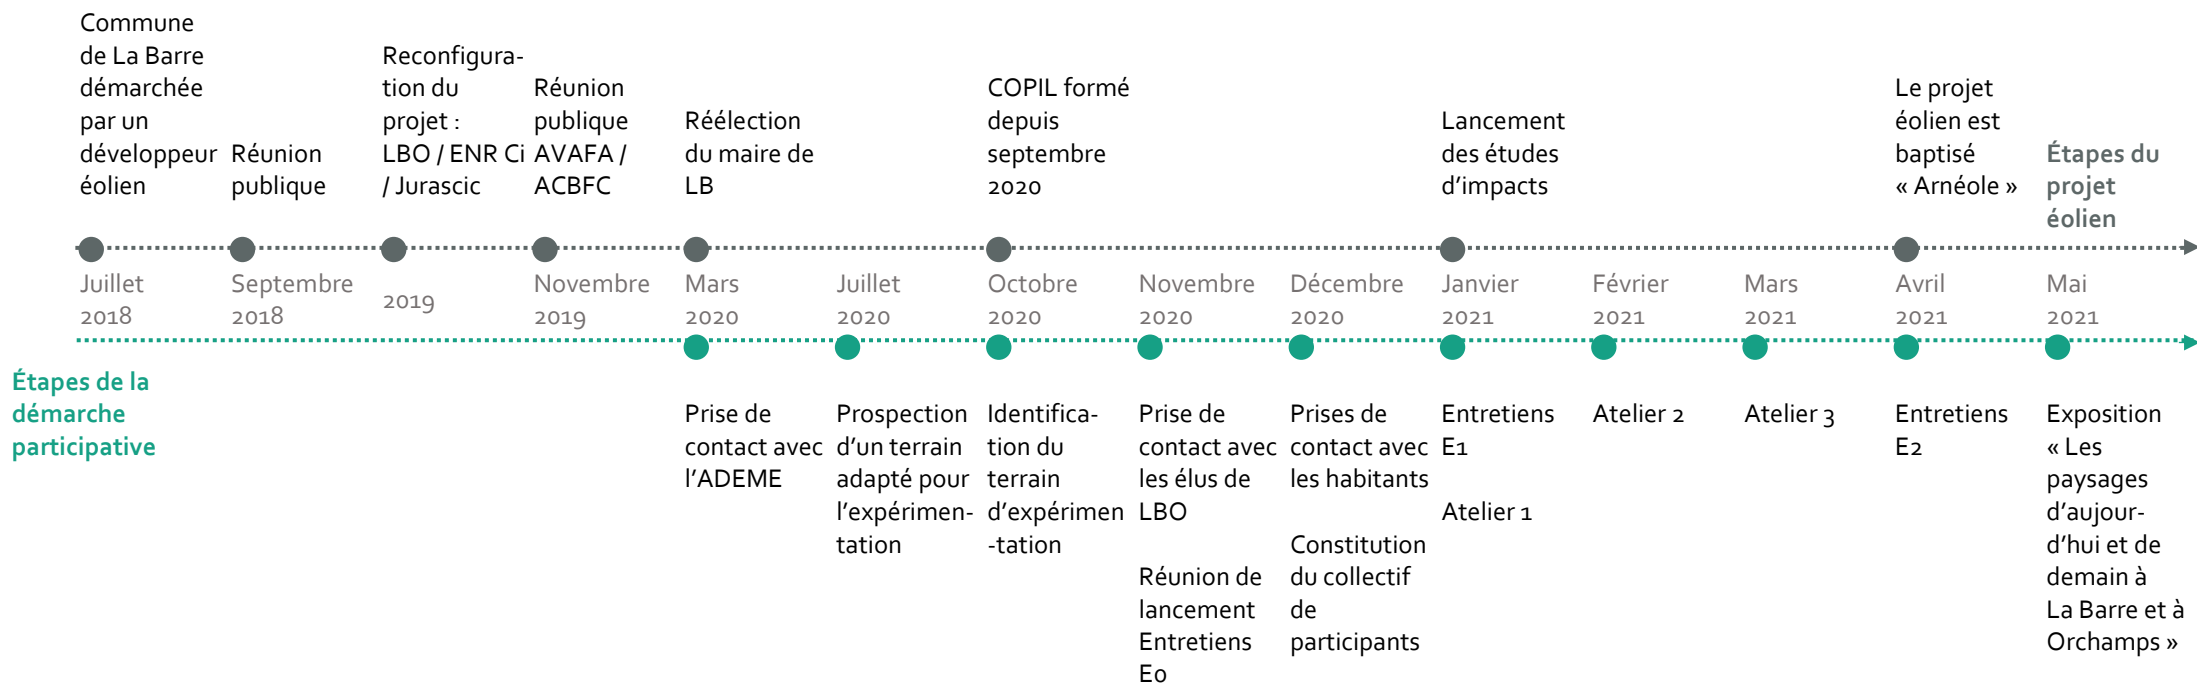 Commune
de La Barre
démarchée
par un
développeur
éolien
Réunion
publique
Reconfigura-
tion du
projet :
LBO / ENR Ci
/ Jurascic
Réunion
publique
AVAFA /
ACBFC
Réélection
du maire de
LB
COPIL formé
depuis
septembre
2020
Lancement
des études
d’impacts
Le projet
éolien est
baptisé
« Arnéole »
Étapes du
projet
éolien
Juillet
2018
Septembre
2018
2019
Novembre
2019
Mars
2020
Juillet
2020
Octobre
2020
Novembre
2020
Décembre
2020
Janvier
2021
Février
2021
Mars
2021
Avril
2021
Mai
2021
Étapes de la
démarche
participative
Prise de
contact avec
l’ADEME
Prospection
d’un terrain
adapté pour
l’expérimen-
tation
Identifica-
tion du
terrain
d’expérimen
-tation
Prise de
contact avec
les élus de
LBO
Réunion de
lancement
Entretiens
E0
Prises de
contact avec
les habitants
Constitution
du collectif
de
participants
Entretiens
E1
Atelier 1
Atelier 2
Atelier 3
Entretiens
E2
Exposition
« Les
paysages
d’aujour-
d’hui et de
demain à
La Barre et à
Orchamps »